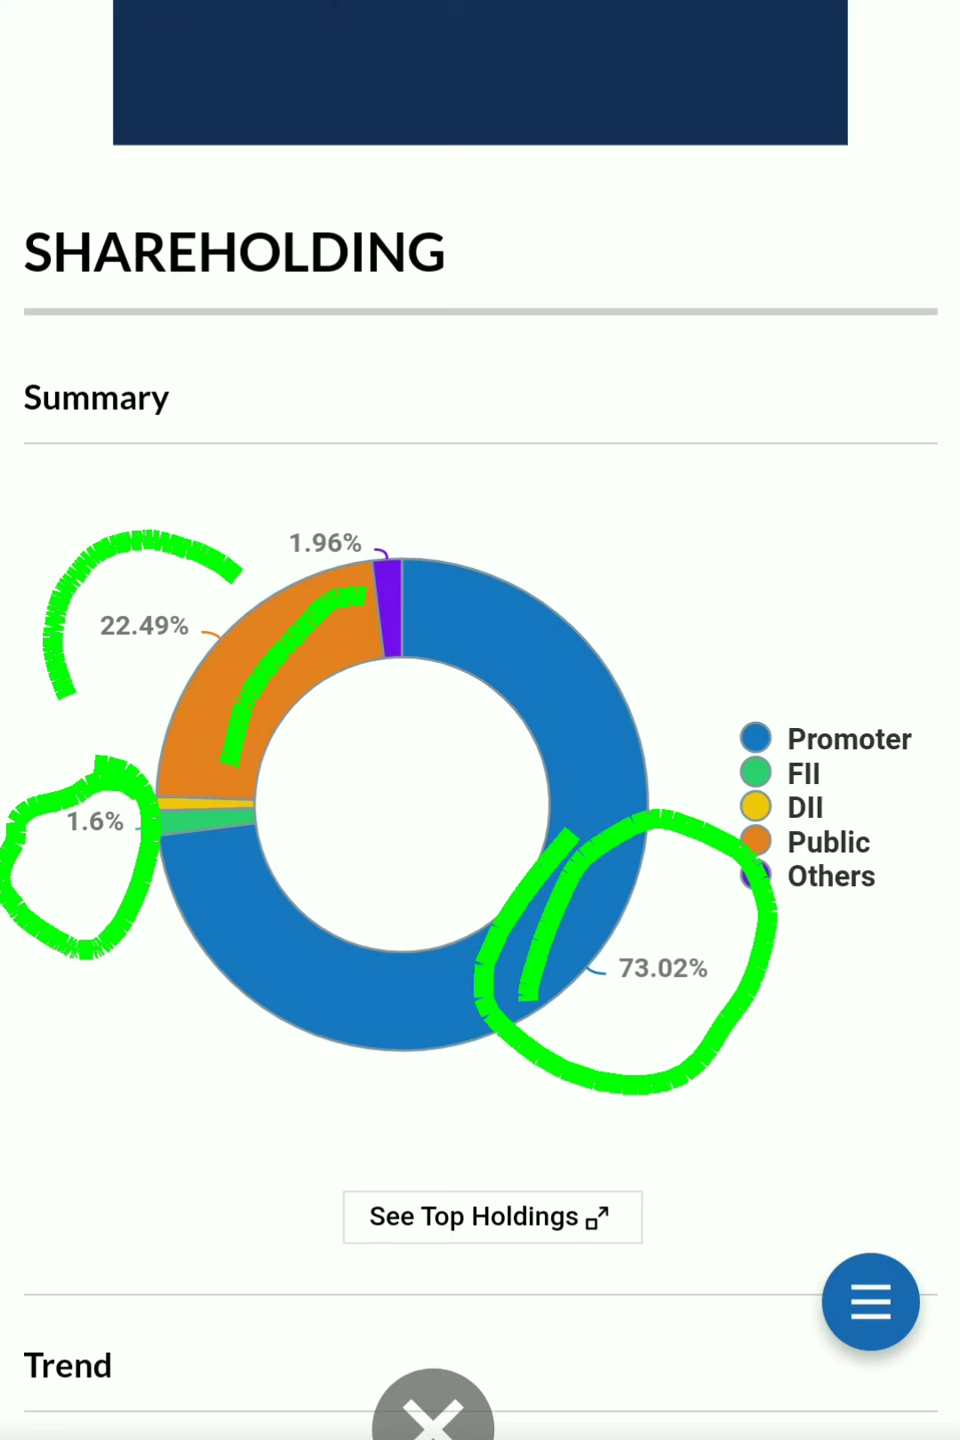 SHAREHOLDING
Summary
1.96%
22.49%
1.6%
73.02%
Promoter
FII
DII
Public
Others
See Top Holdings
Trend